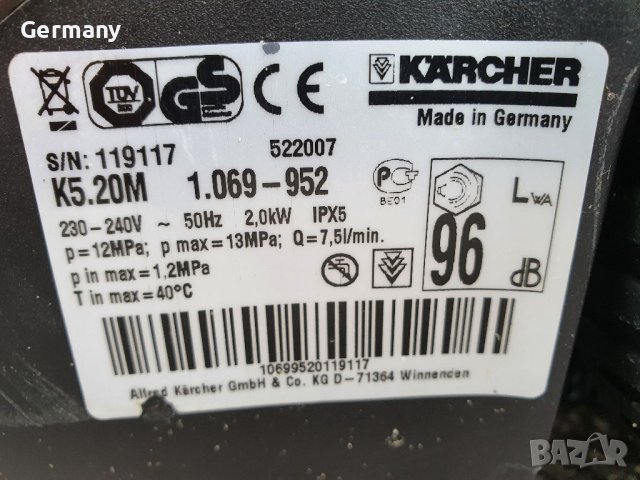 Germany
TÜV
GS
CE
KÄRCHER
Made in Germany
S/N: 119117 522007
K5.20M 1.069-952
BE01
LWA
230-240V ~ 50Hz 2,0kW IPX5
p=12MPa; p max=13MPa; Q=7,5l/min.
p in max=1,2MPa
T in max=40°C
96 dB
10699520119117
Alfred Kärcher GmbH & Co. KG D-71364 Winnenden
BAZAR